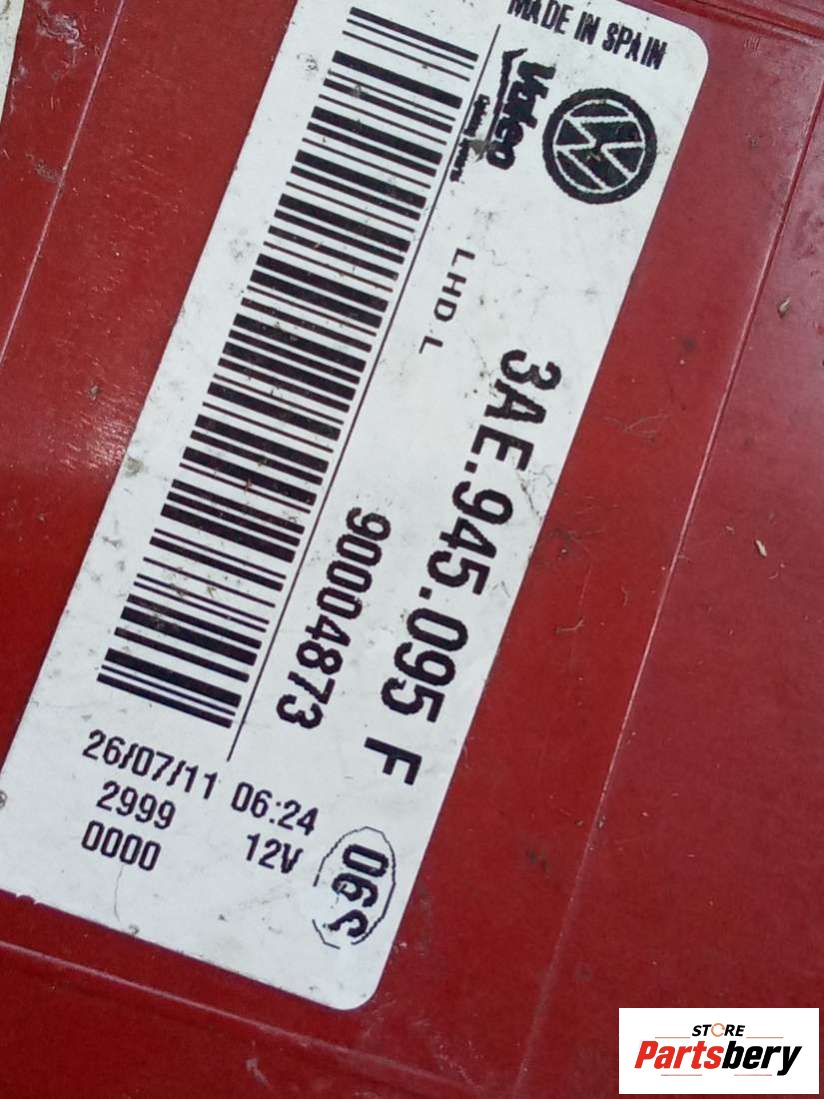 MADE IN SPAIN
Valeo
LHD L
3AE.945.095 F
90004873
26/07/11 06:24
2999 12V
0000
STORE
Partsbery